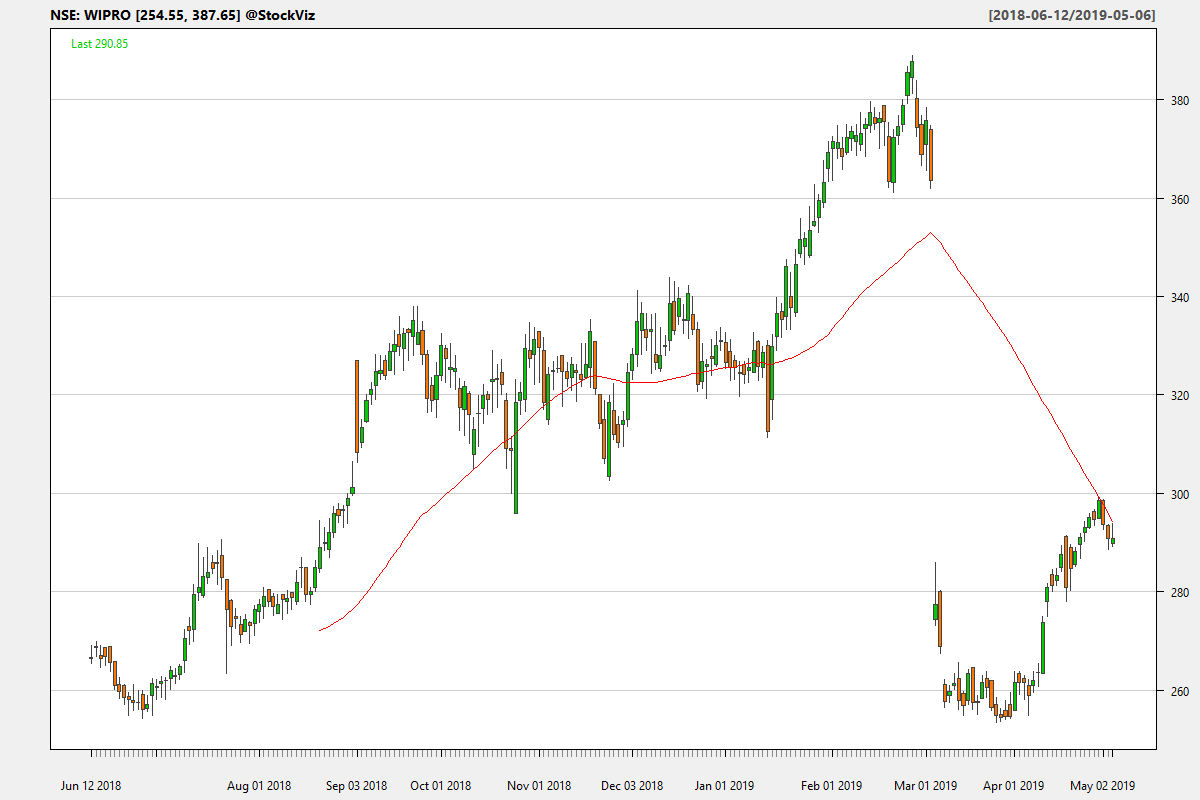 NSE: WIPRO [254.55, 387.65] @StockViz [2018-06-12/2019-05-06]
Last 290.85
380
360
340
320
300
280
260
Jun 12 2018 Aug 01 2018 Sep 03 2018 Oct 01 2018 Nov 01 2018 Dec 03 2018 Jan 01 2019 Feb 01 2019 Mar 01 2019 Apr 01 2019 May 02 2019